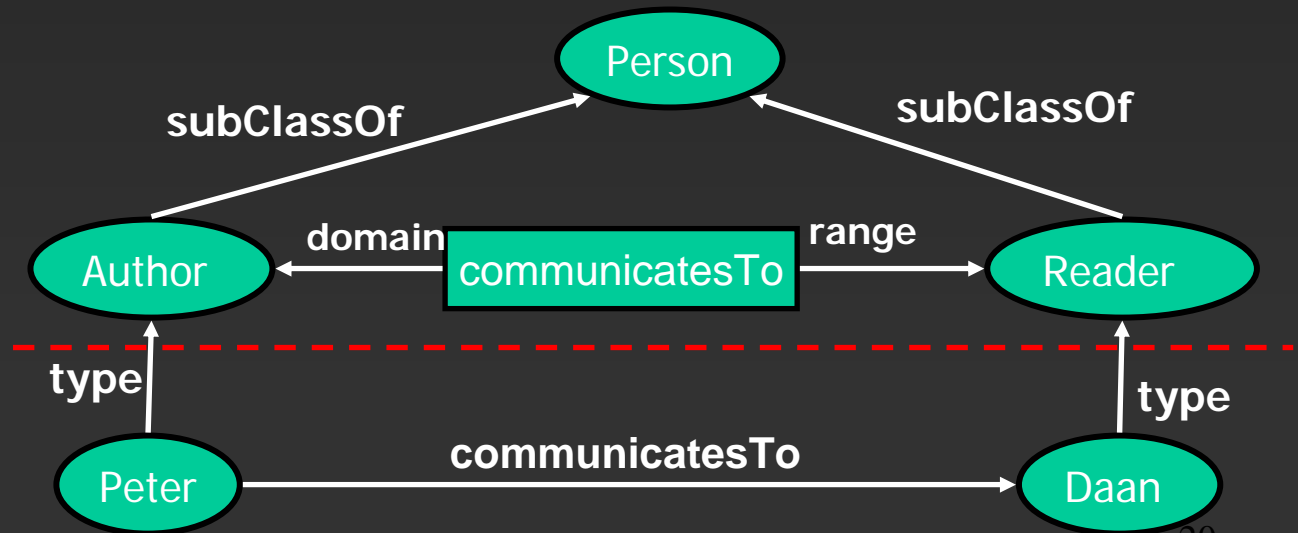 Person
subClassOf
subClassOf
domain
range
Author
communicatesTo
Reader
type
type
communicatesTo
Peter
Daan